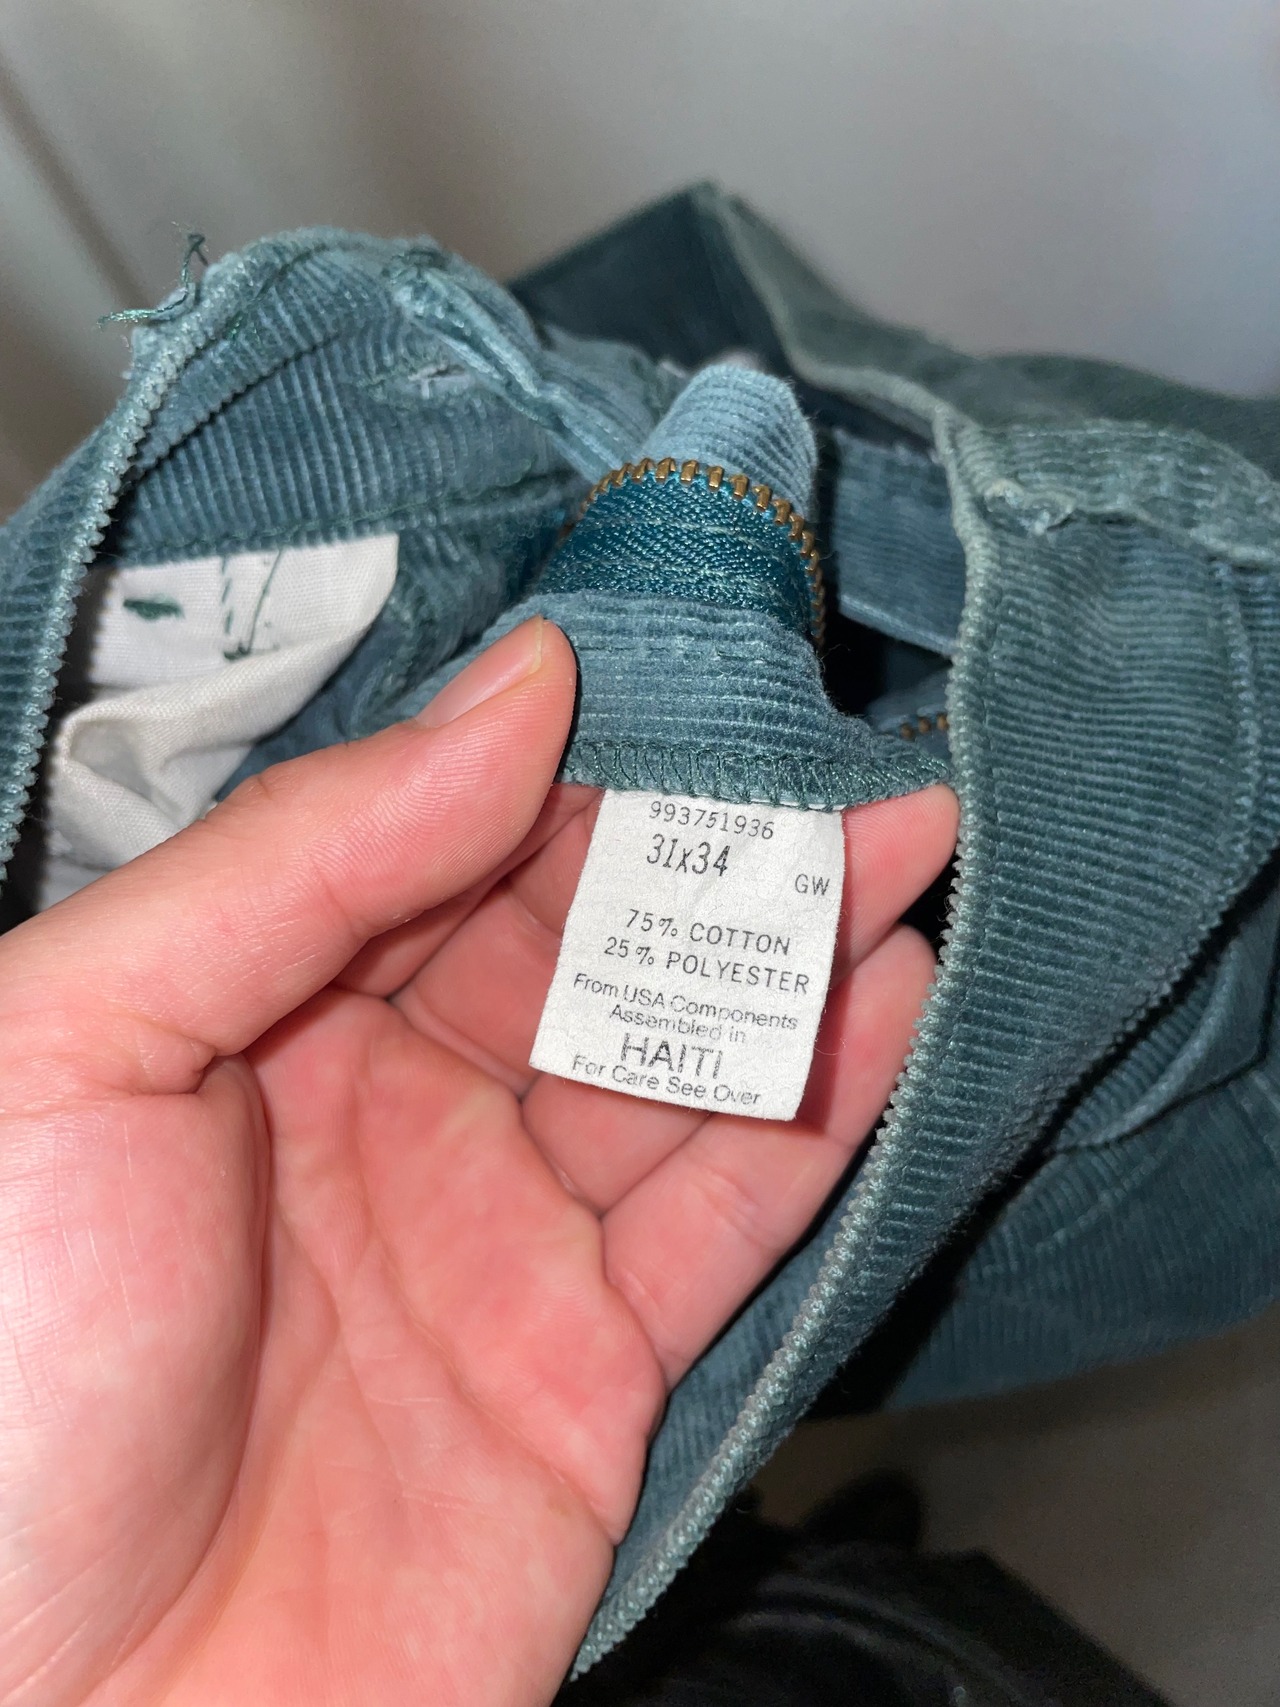 993751936
31x34
GW
75% COTTON
25% POLYESTER
From USA Components
Assembled in
HAITI
For Care See Over